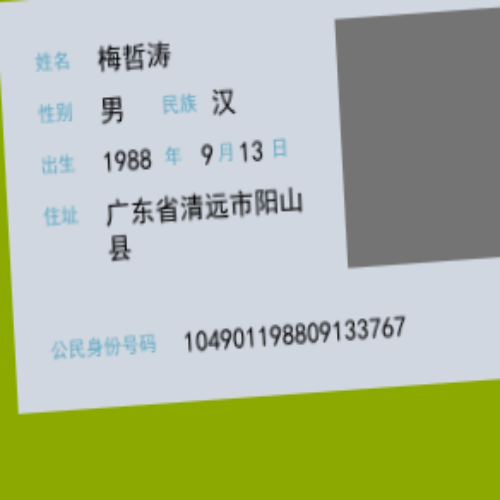 姓名 梅哲涛
性别 男 民族 汉
出生 1988 年 9 月 13 日
住址 广东省清远市阳山
县
公民身份号码 104901198809133767